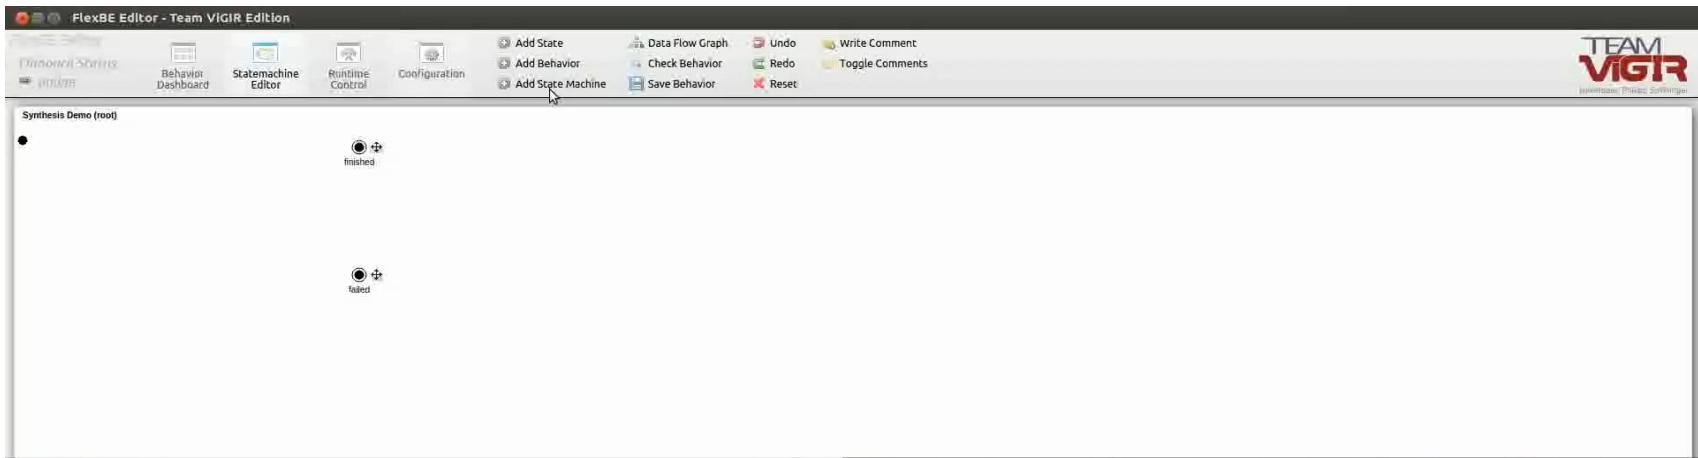 FlexBE Editor - Team ViGIR Edition
Behavior Dashboard
Statemachine Editor
Runtime Control
Configuration
Add State
Data Flow Graph
Undo
Write Comment
Add Behavior
Check Behavior
Redo
Toggle Comments
Add State Machine
Save Behavior
Reset
TEAM
ViGIR
Synthesis Demo (root)
finished
failed